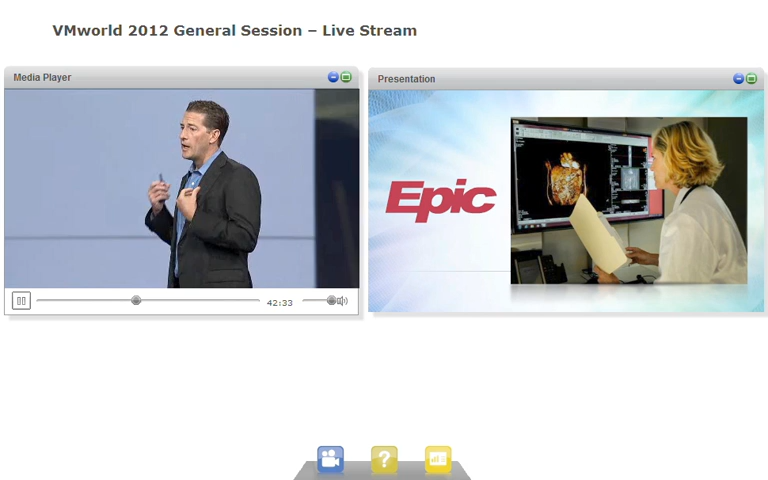 VMworld 2012 General Session – Live Stream
Media Player
Presentation
Epic
42:33
?